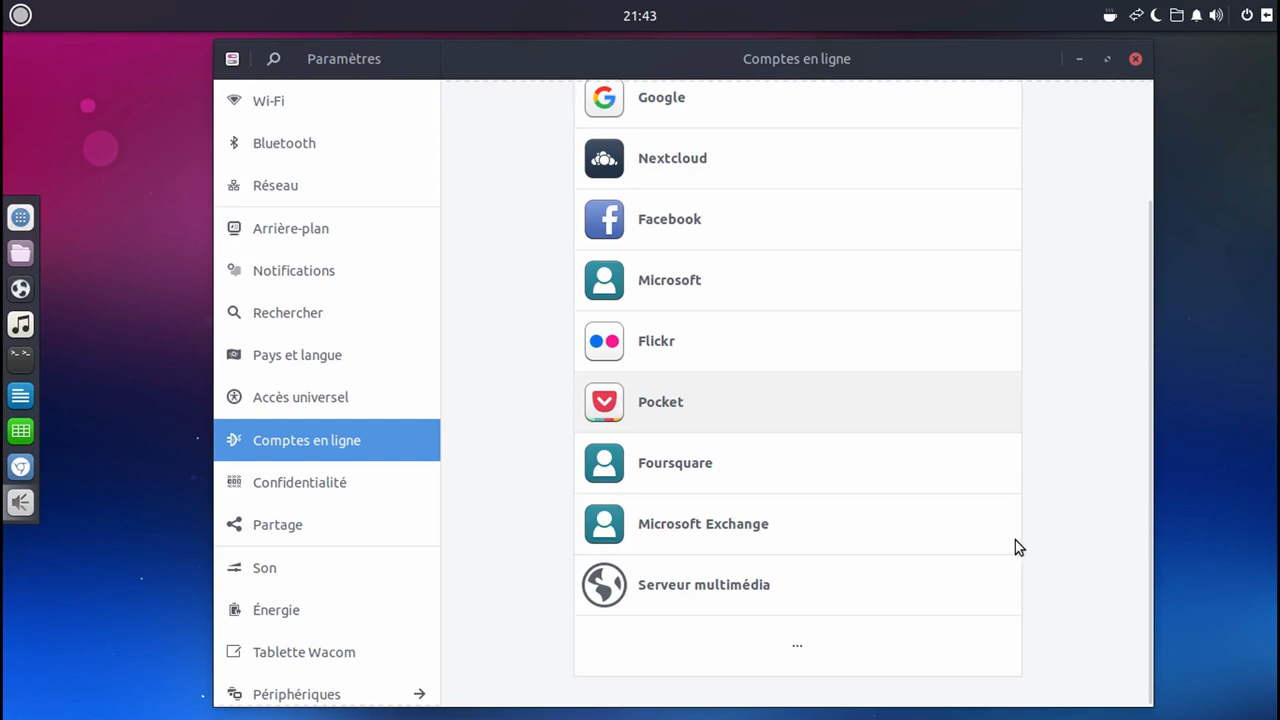 21:43
Paramètres
Comptes en ligne
Wi-Fi
Bluetooth
Réseau
Arrière-plan
Notifications
Rechercher
Pays et langue
Accès universel
Comptes en ligne
Confidentialité
Partage
Son
Énergie
Tablette Wacom
Périphériques
Google
Nextcloud
Facebook
Microsoft
Flickr
Pocket
Foursquare
Microsoft Exchange
Serveur multimédia
...